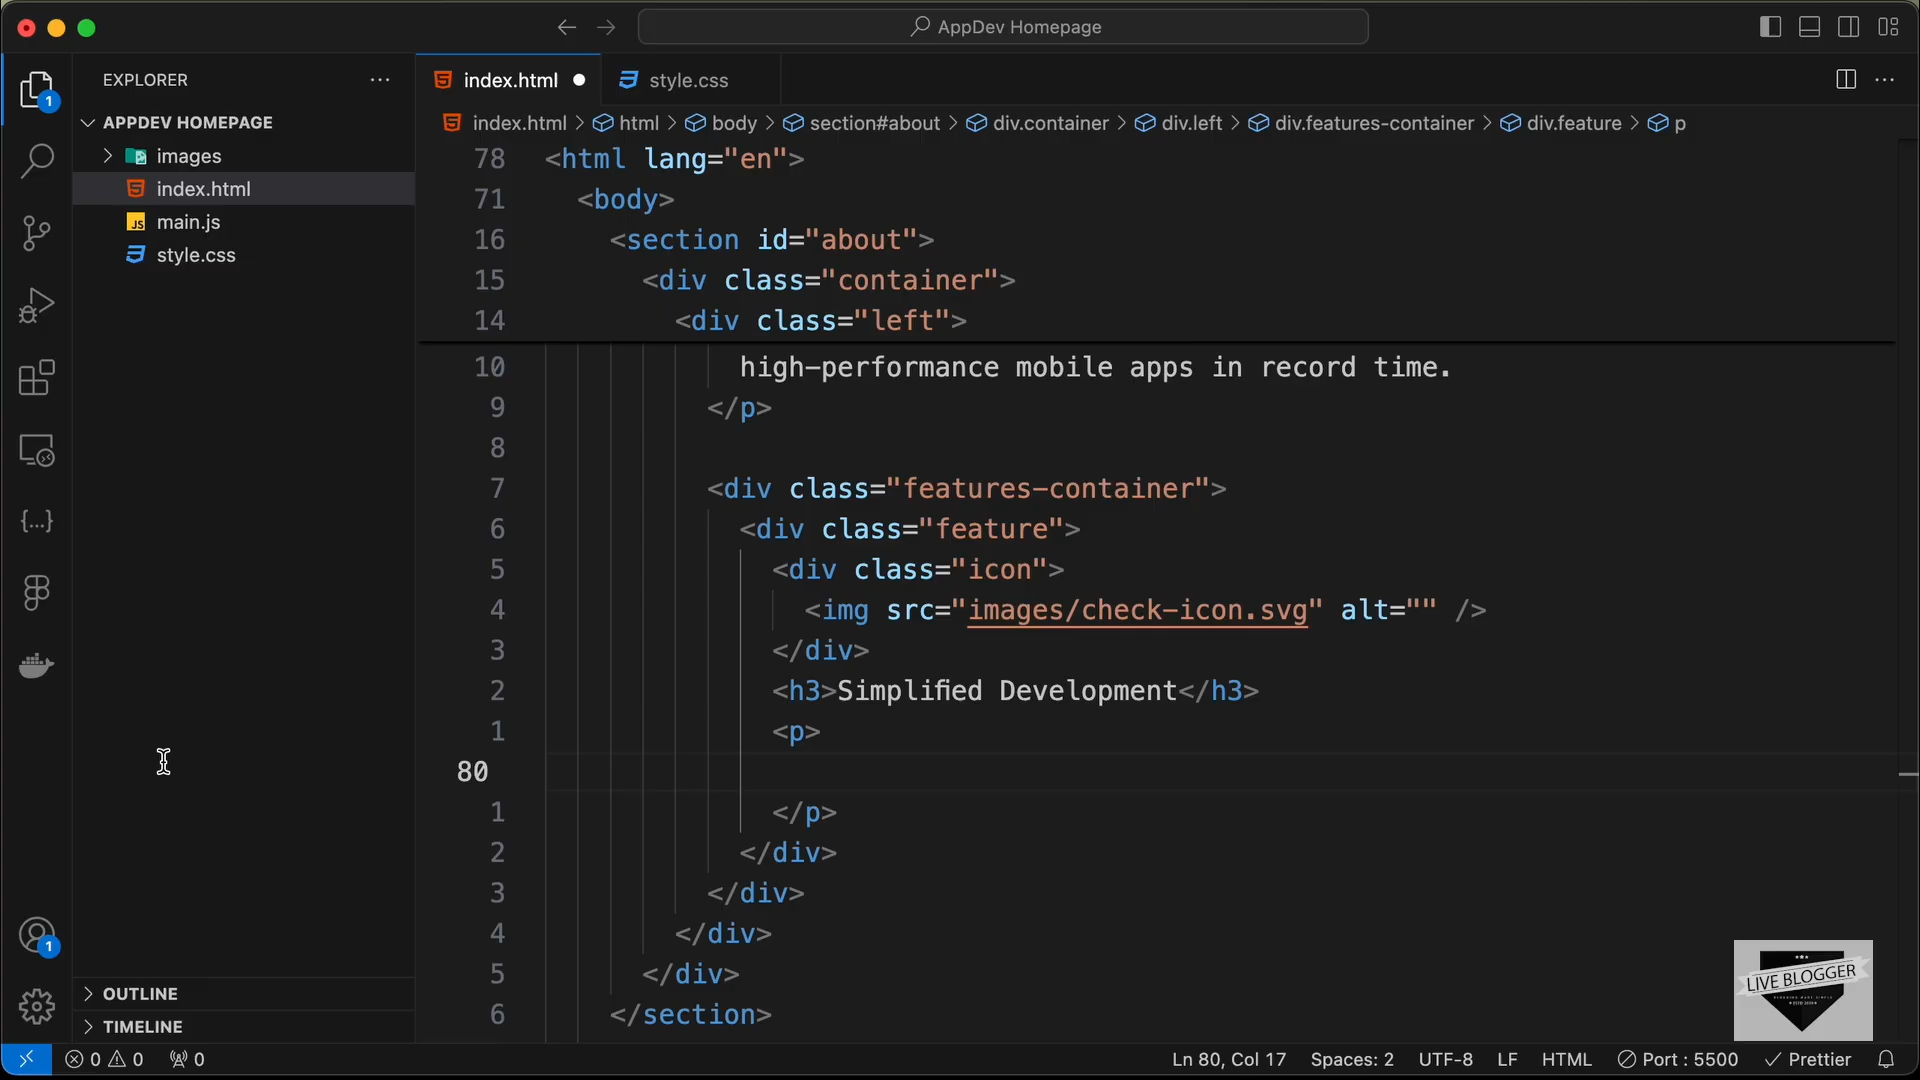 AppDev Homepage
EXPLORER
APPDEV HOMEPAGE
images
index.html
main.js
style.css
OUTLINE
TIMELINE
1
1
index.html
style.css
index.html > html > body > section#about > div.container > div.left > div.features-container > div.feature > p
78 <html lang="en">
71 <body>
16 <section id="about">
15 <div class="container">
14 <div class="left">
10 high-performance mobile apps in record time.
9 </p>
8
7 <div class="features-container">
6 <div class="feature">
5 <div class="icon">
4 <img src="images/check-icon.svg" alt="" />
3 </div>
2 <h3>Simplified Development</h3>
1 <p>
80
1 </p>
2 </div>
3 </div>
4 </div>
5 </div>
6 </section>
LIVE BLOGGER
0 0 0
Ln 80, Col 17 Spaces: 2 UTF-8 LF HTML Port : 5500 Prettier